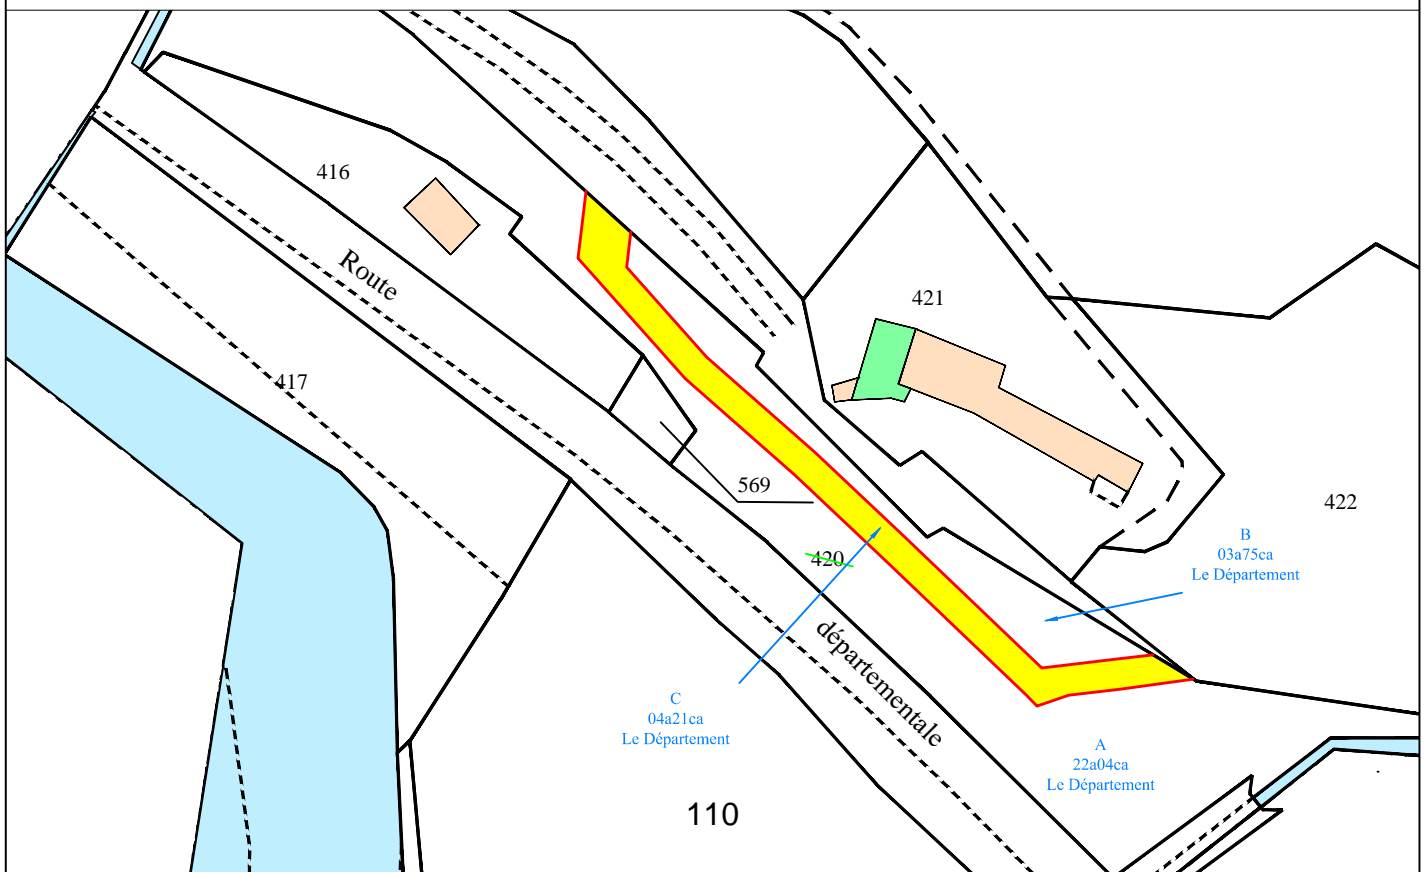 416
Route
421
417
569
422
B
03a75ca
Le Département
420
départementale
C
04a21ca
Le Département
A
22a04ca
Le Département
110